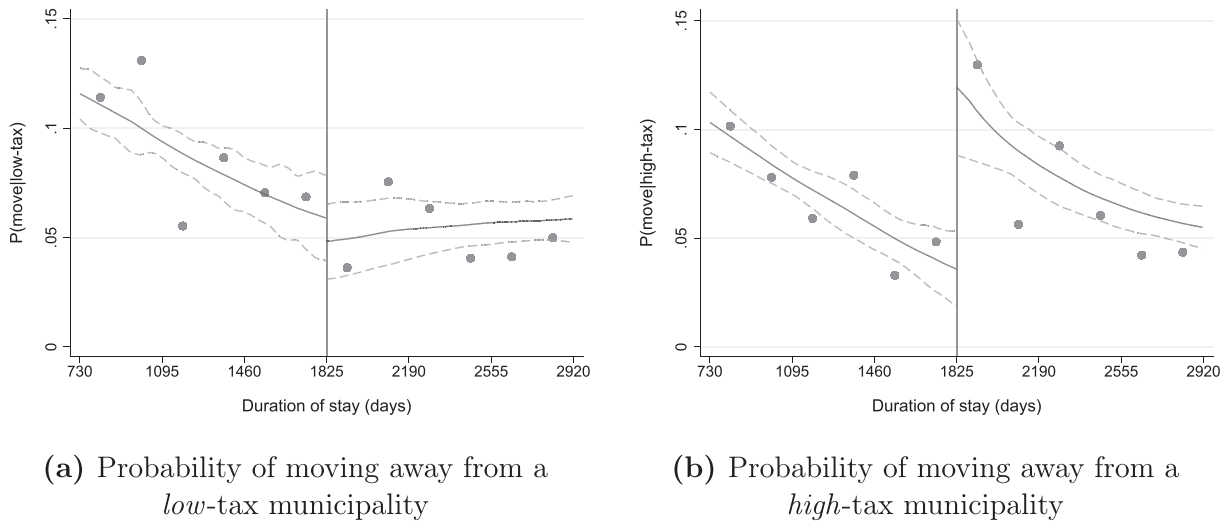 .15
.1
.05
0
P(move|low-tax)
730 1095 1460 1825 2190 2555 2920
Duration of stay (days)
(a) Probability of moving away from a
low-tax municipality
.15
.1
.05
0
P(move|high-tax)
730 1095 1460 1825 2190 2555 2920
Duration of stay (days)
(b) Probability of moving away from a
high-tax municipality